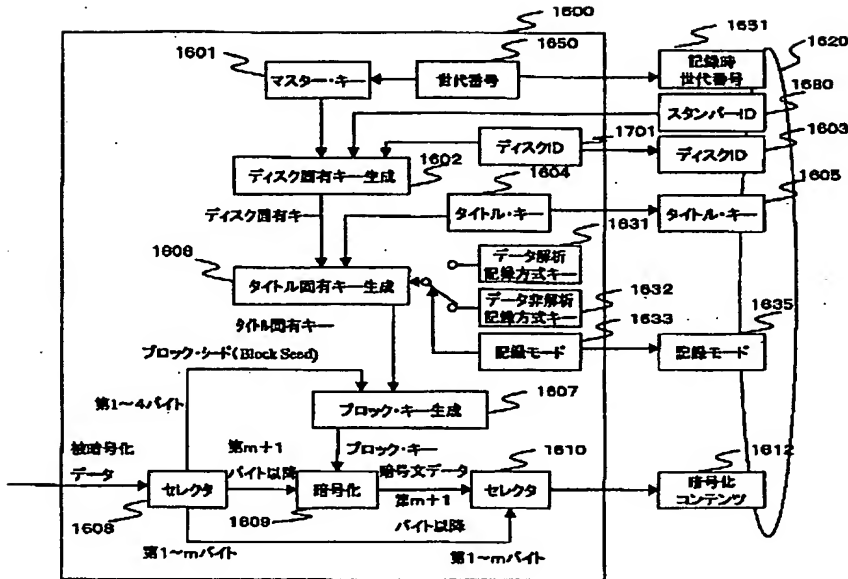 1600
1601
1650
1631
1620
マスター・キー
世代番号
記録時
世代番号
1680
スタンパーID
1701
1603
ディスクID
ディスクID
ディスク固有キー生成
1602
1604
1605
ディスク固有キー
タイトル・キー
タイトル・キー
1631
1608
データ解析
記録方式キー
タイトル固有キー生成
データ非解析
記録方式キー
1632
1633
1635
タイトル固有キー
記録モード
記録モード
ブロック・シード(Block Seed)
第1~4バイト
ブロック・キー生成
1607
被暗号化
データ
第m+1
バイト以降
ブロック・キー
暗号文データ
1610
1612
セレクタ
暗号化
第m+1
バイト以降
セレクタ
暗号化
コンテンツ
1608
1609
第1~mバイト
第1~mバイト